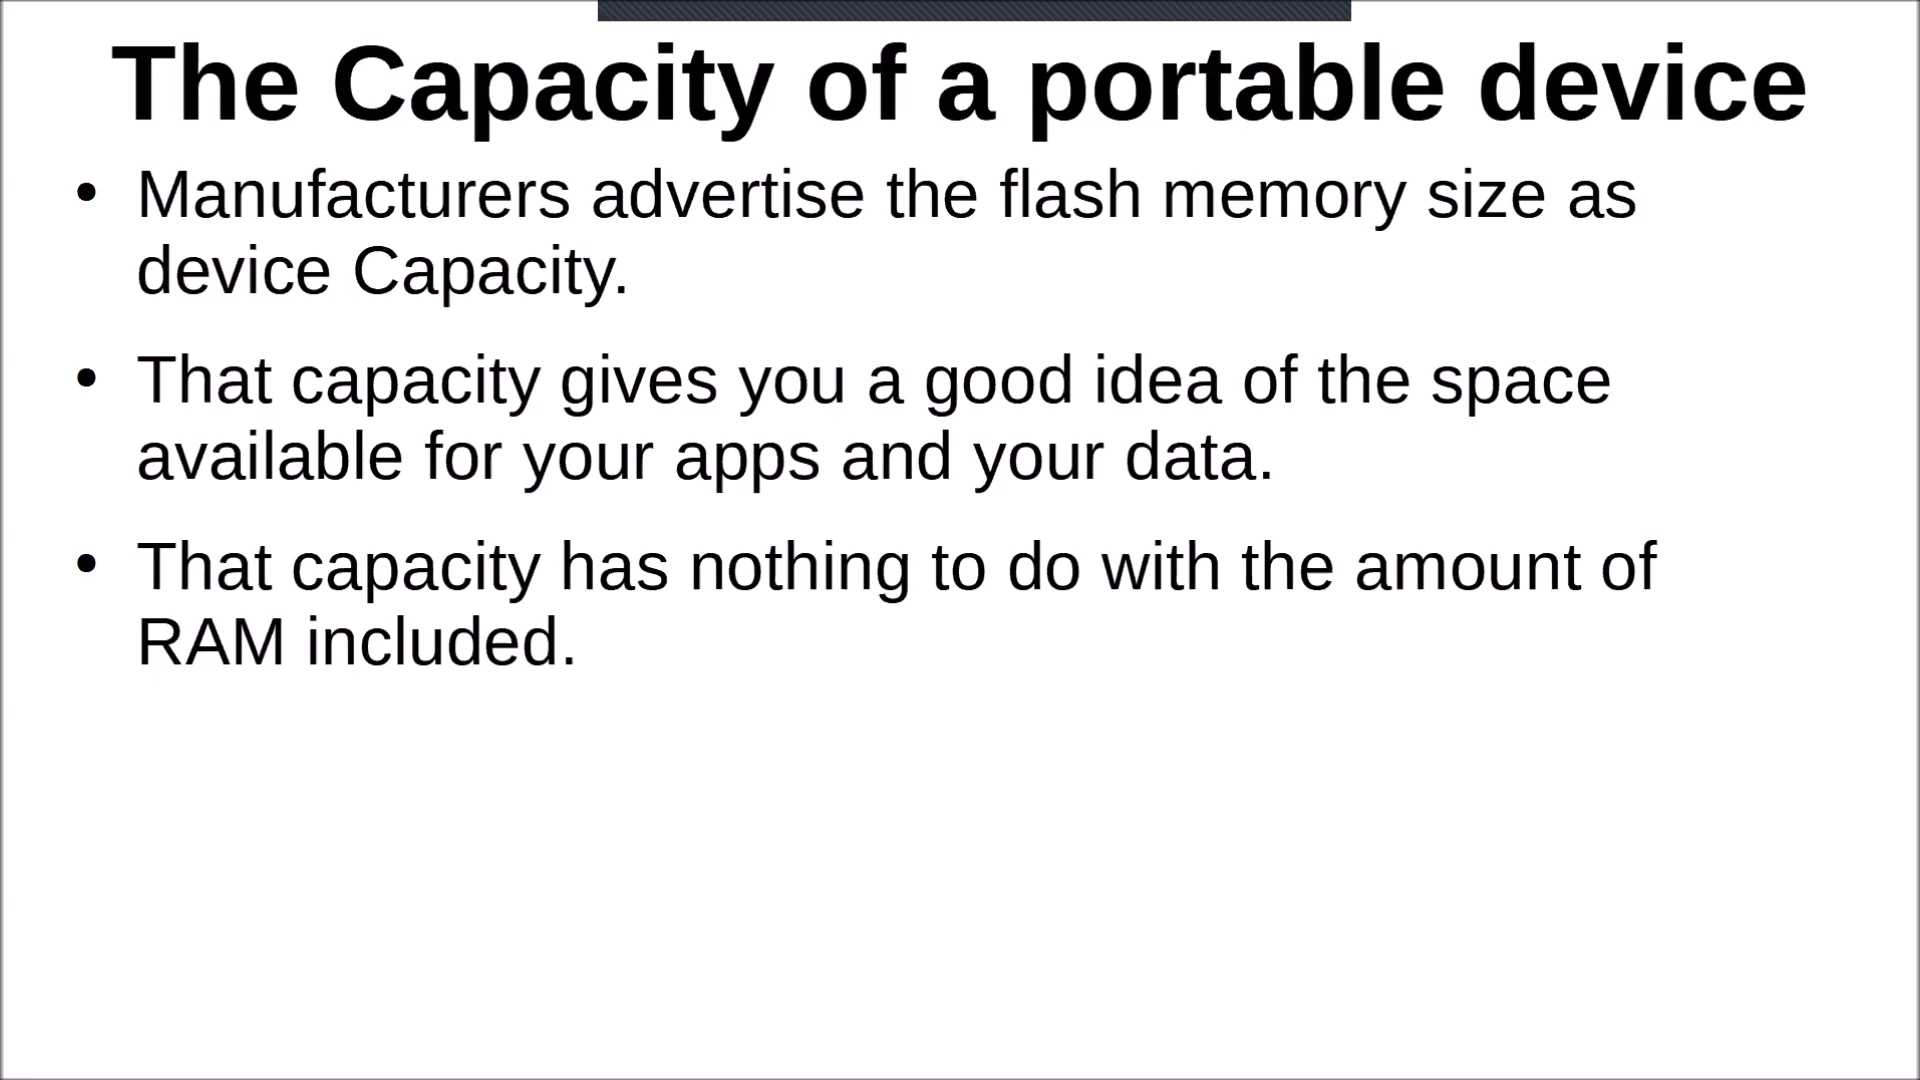 The Capacity of a portable device
• Manufacturers advertise the flash memory size as
device Capacity.
• That capacity gives you a good idea of the space
available for your apps and your data.
• That capacity has nothing to do with the amount of
RAM included.